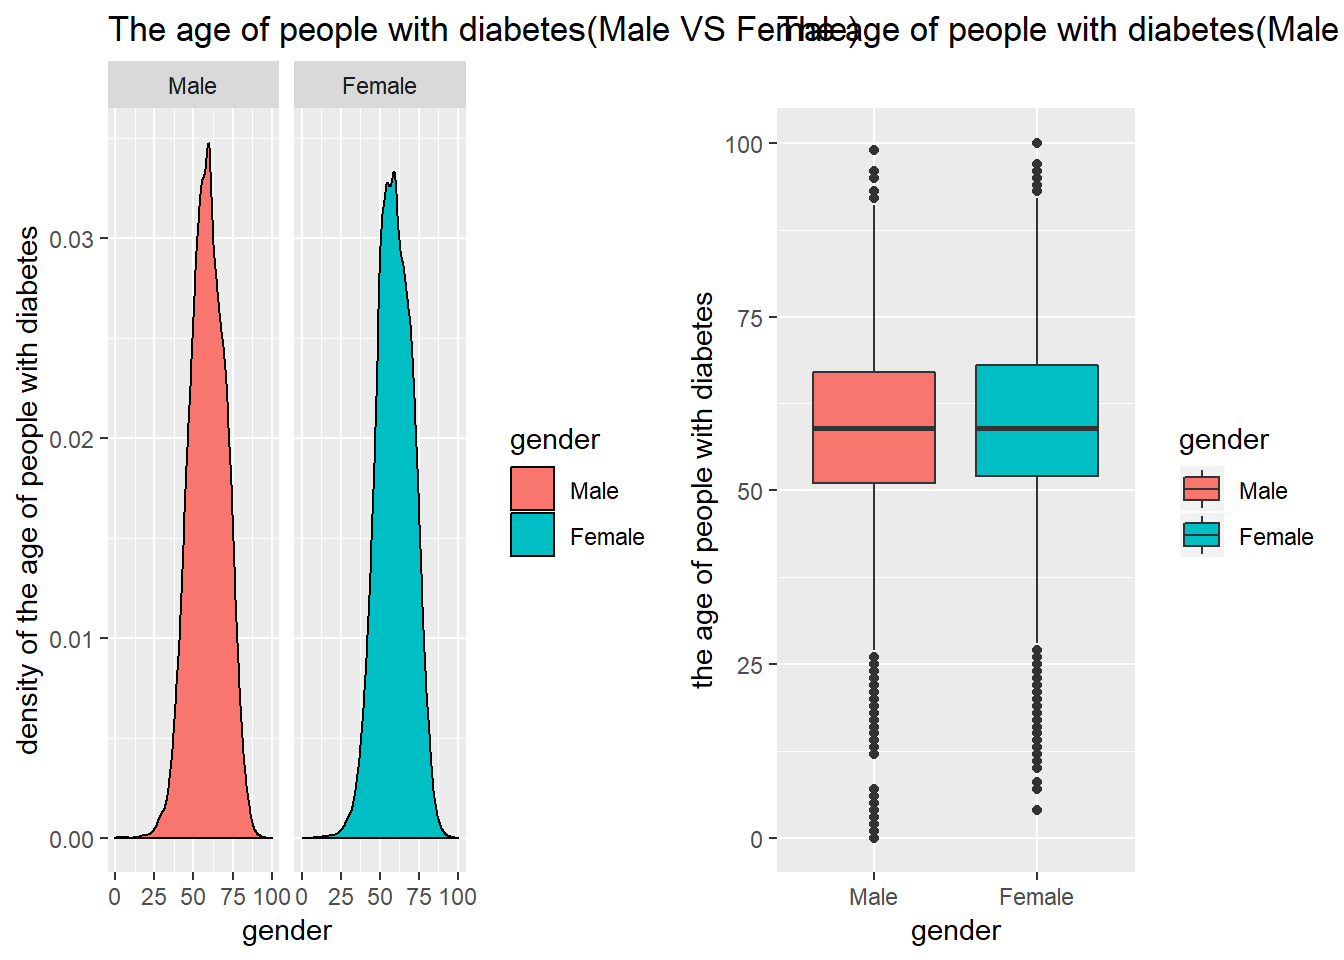 The age of people with diabetes(Male VS Female)
Male
Female
density of the age of people with diabetes
0.03
0.02
0.01
0.00
0 25 50 75 100
0 25 50 75 100
gender
gender
Male
Female
The age of people with diabetes(Male
the age of people with diabetes
100
75
50
25
0
Male
Female
gender
gender
Male
Female